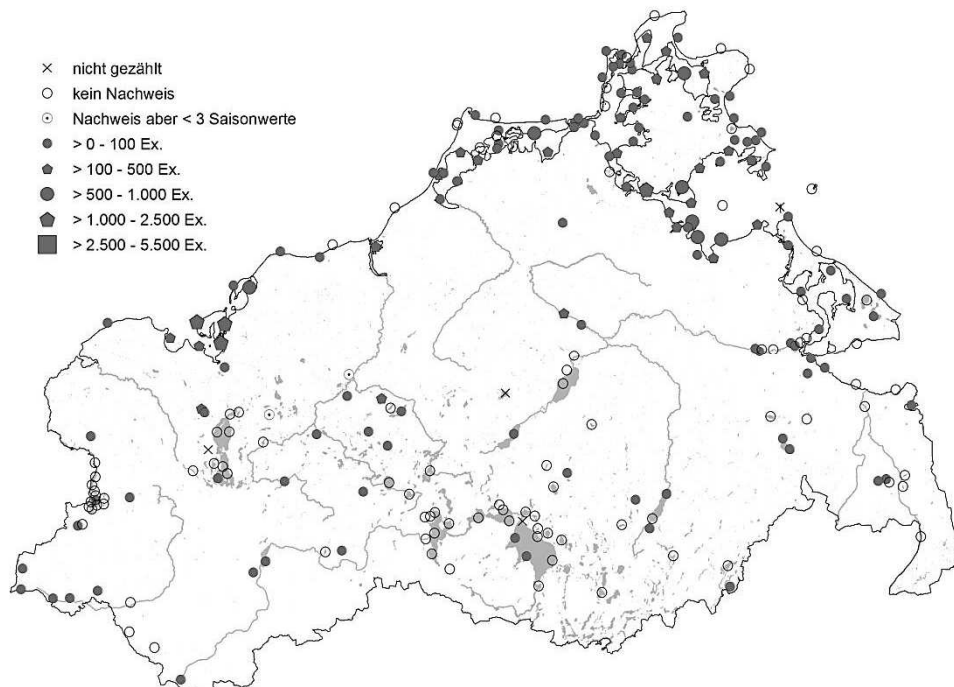 nicht gezählt
kein Nachweis
Nachweis aber < 3 Saisonwerte
> 0 - 100 Ex.
> 100 - 500 Ex.
> 500 - 1.000 Ex.
> 1.000 - 2.500 Ex.
> 2.500 - 5.500 Ex.